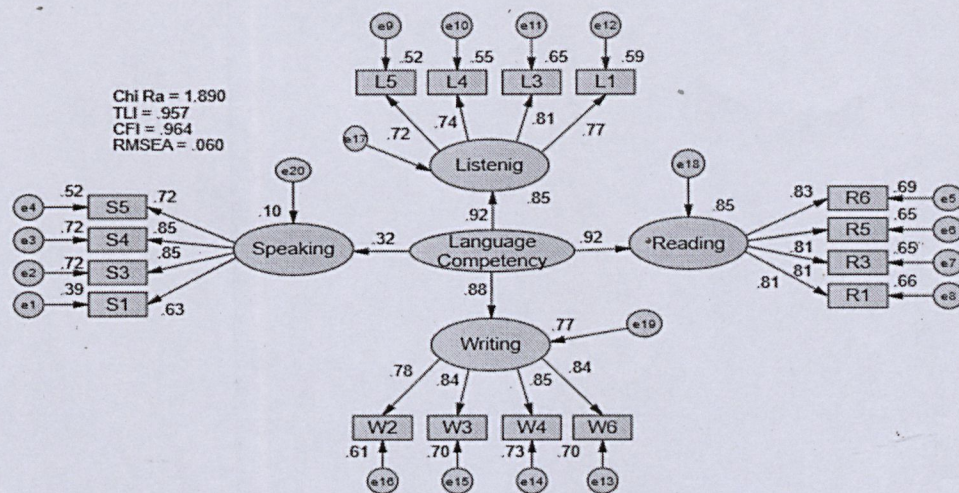 e9 e10 e11 e12
.52 .55 .65 .59
L5 L4 L3 L1
Chi Ra = 1.890
TLI = .957
CFI = .964
RMSEA = .060
.72 .74 .81 .77
e17
Listenig
.85
e20
e18
.10
.85
e4 .52 S5 .72
e3 .72 S4 .85
e2 .72 S3 .85
e1 .39 S1 .63
Speaking
.32
.92
Language
Competency
.92
*Reading
.83 R6 .69 e5
.81 R5 .65 e6
.81 R3 .65 e7
.81 R1 .66 e8
.88
Writing
.77 e19
.78 .84 .85 .84
W2 W3 W4 W6
.61 .70 .73 .70
e16 e15 e14 e13